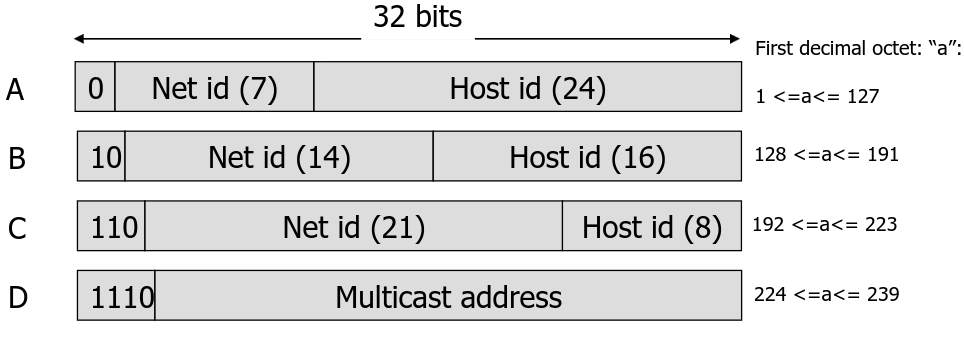 32 bits
First decimal octet: “a”:
A 0 Net id (7) Host id (24) 1 <=a<= 127
B 10 Net id (14) Host id (16) 128 <=a<= 191
C 110 Net id (21) Host id (8) 192 <=a<= 223
D 1110 Multicast address 224 <=a<= 239